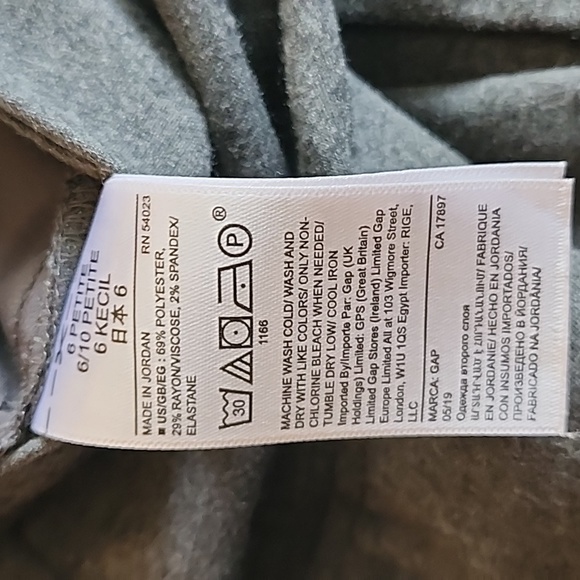 6 PETITE
6/10 PETITE
6 KECIL
日本 6
MADE IN JORDAN RN 54023
■ US/GB/EG : 69% POLYESTER,
29% RAYON/VISCOSE, 2% SPANDEX/
ELASTANE
30 P ®
1166
MACHINE WASH COLD/ WASH AND
DRY WITH LIKE COLORS/ ONLY NON-
CHLORINE BLEACH WHEN NEEDED/
TUMBLE DRY LOW/ COOL IRON
Imported By/Importe Par: Gap (UK
Holdings) Limited: GPS (Great Britain)
Limited Gap Stores (Ireland) Limited Gap
Europe Limited All at 103 Wigmore Street,
London, W1U 1QS Egypt Importer: RIGE,
LLC
MARCA: GAP CA 17897
05/19
Одежда второго слоя
FABRIQUE
EN JORDANIE/ HECHO EN JORDANIA
CON INSUMOS IMPORTADOS/
ПРОИЗВЕДЕНО В ИОРДАНИЯ/
FABRICADO NA JORDÂNIA/